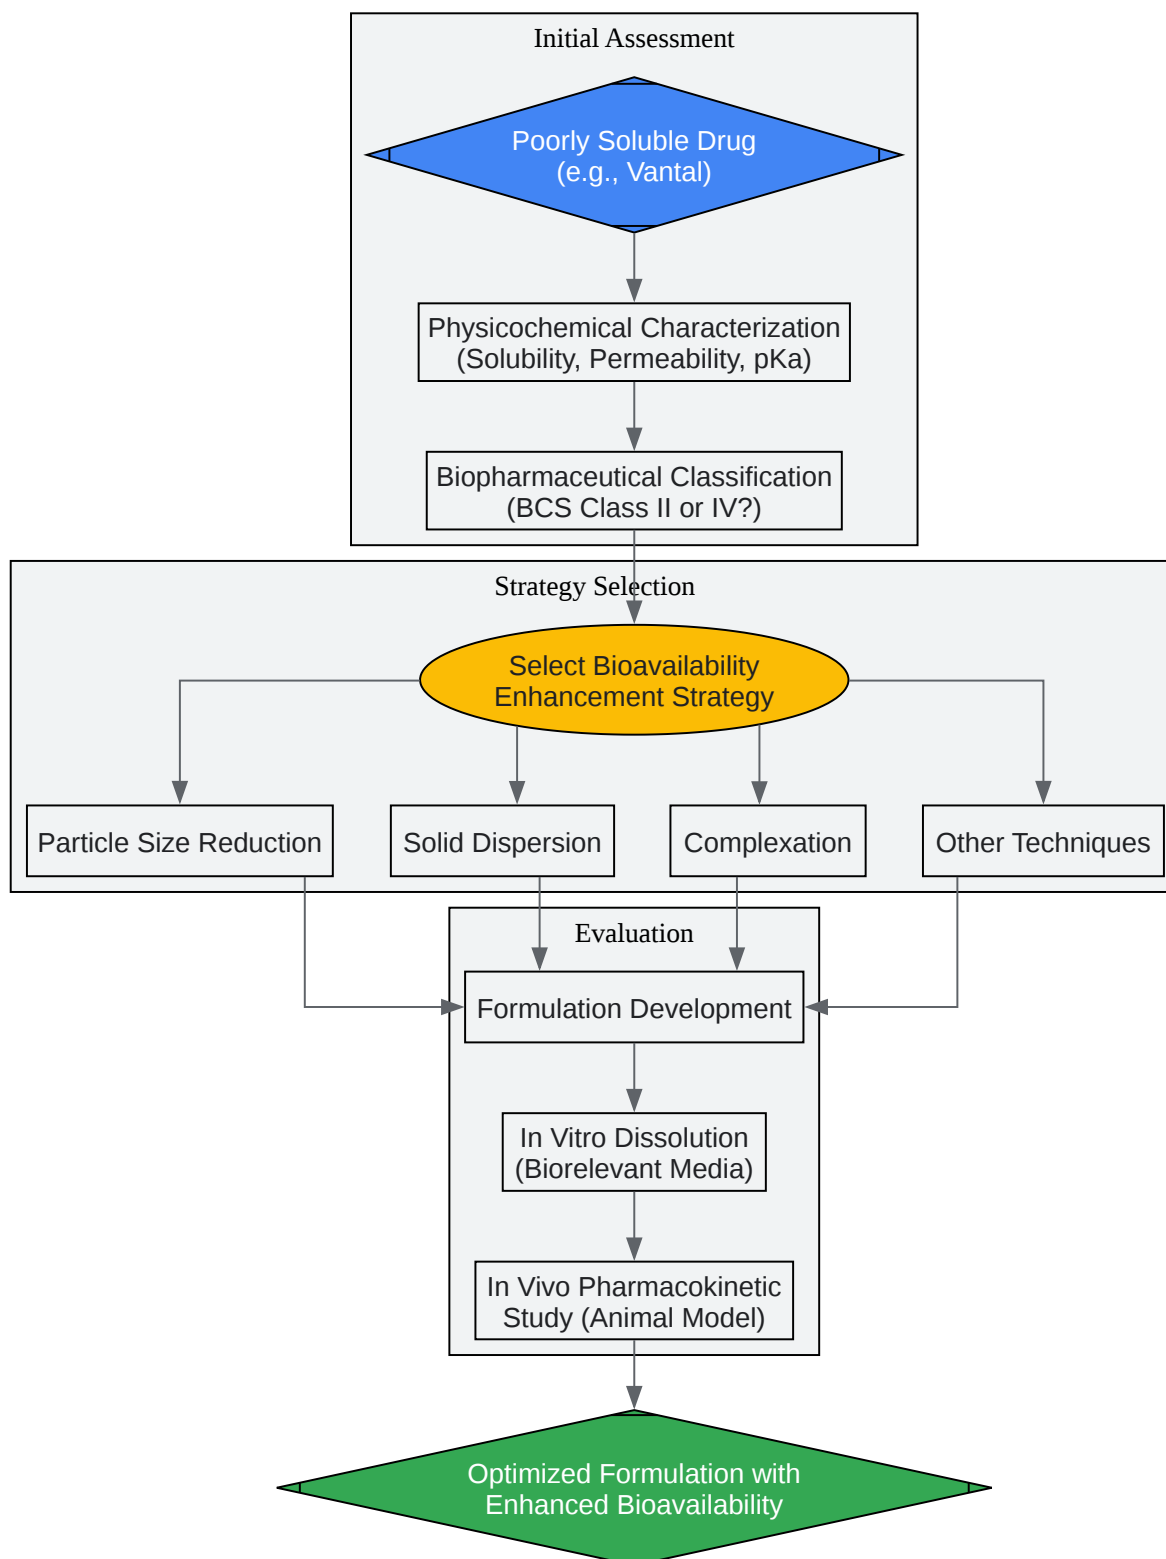 Initial Assessment
Poorly Soluble Drug
(e.g., Vantal)
Physicochemical Characterization
(Solubility, Permeability, pKa)
Biopharmaceutical Classification
(BCS Class II or IV?)
Strategy Selection
Select Bioavailability
Enhancement Strategy
Particle Size Reduction
Solid Dispersion
Complexation
Other Techniques
Evaluation
Formulation Development
In Vitro Dissolution
(Biorelevant Media)
In Vivo Pharmacokinetic
Study (Animal Model)
Optimized Formulation with
Enhanced Bioavailability